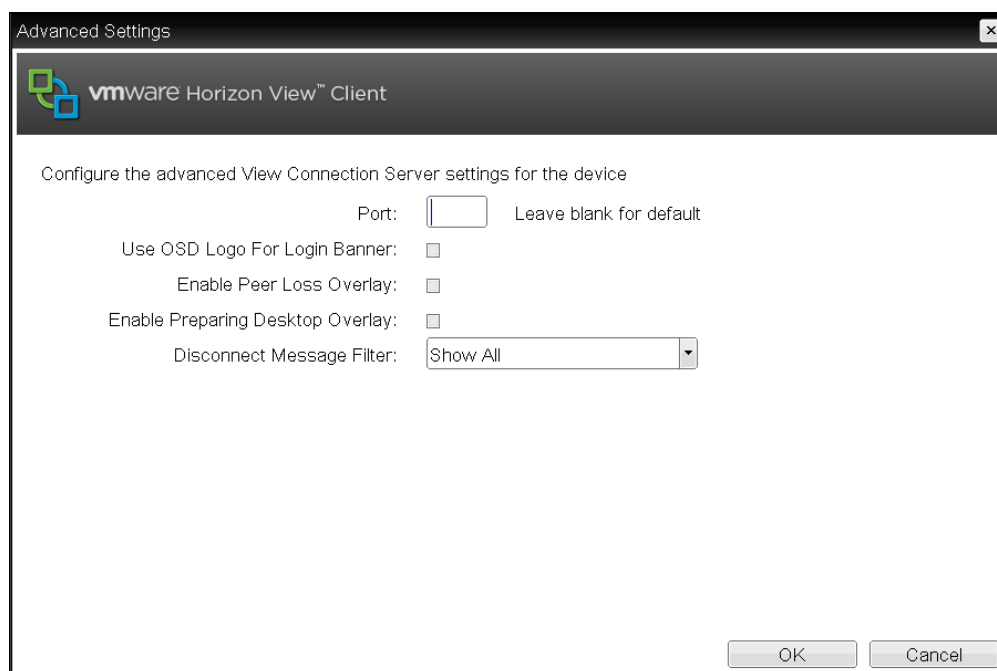 Advanced Settings
vmware Horizon View™ Client
Configure the advanced View Connection Server settings for the device
Port: Leave blank for default
Use OSD Logo For Login Banner:
Enable Peer Loss Overlay:
Enable Preparing Desktop Overlay:
Disconnect Message Filter: Show All
OK Cancel